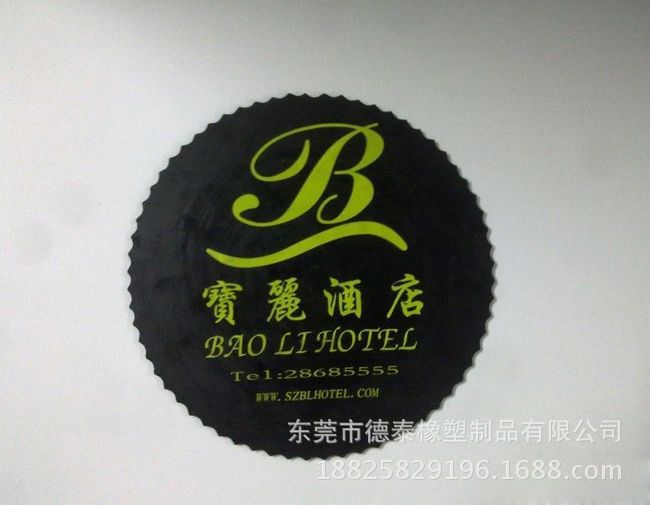 B
寶麗酒店
BAO LI HOTEL
Tel:28685555
WWW.SZBLHOTEL.COM
东莞市德泰橡塑制品有限公司
18825829196.1688.com